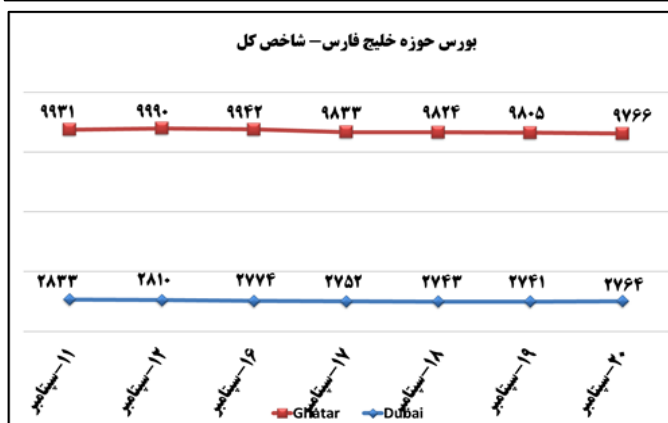 بورس حوزه خلیج فارس– شاخص کل
۹۹۳۱ ۹۹۹۰ ۹۹۴۲ ۹۸۳۳ ۹۸۲۴ ۹۸۰۵ ۹۷۶۶
۲۸۳۳ ۲۸۱۰ ۲۷۷۴ ۲۷۵۲ ۲۷۴۳ ۲۷۴۱ ۲۷۶۴
۱۱–سپتامبر ۱۲–سپتامبر ۱۶–سپتامبر ۱۷–سپتامبر ۱۸–سپتامبر ۱۹–سپتامبر ۲۰–سپتامبر
Ghatar Dubai